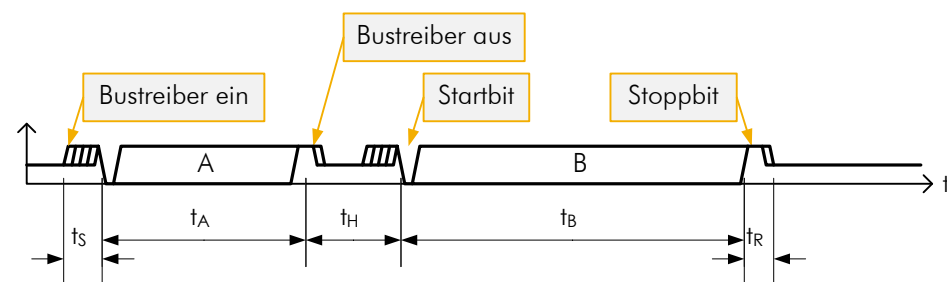 Bustreiber aus
Bustreiber ein
Startbit
Stoppbit
A
B
t
tS
tA
tH
tB
tR